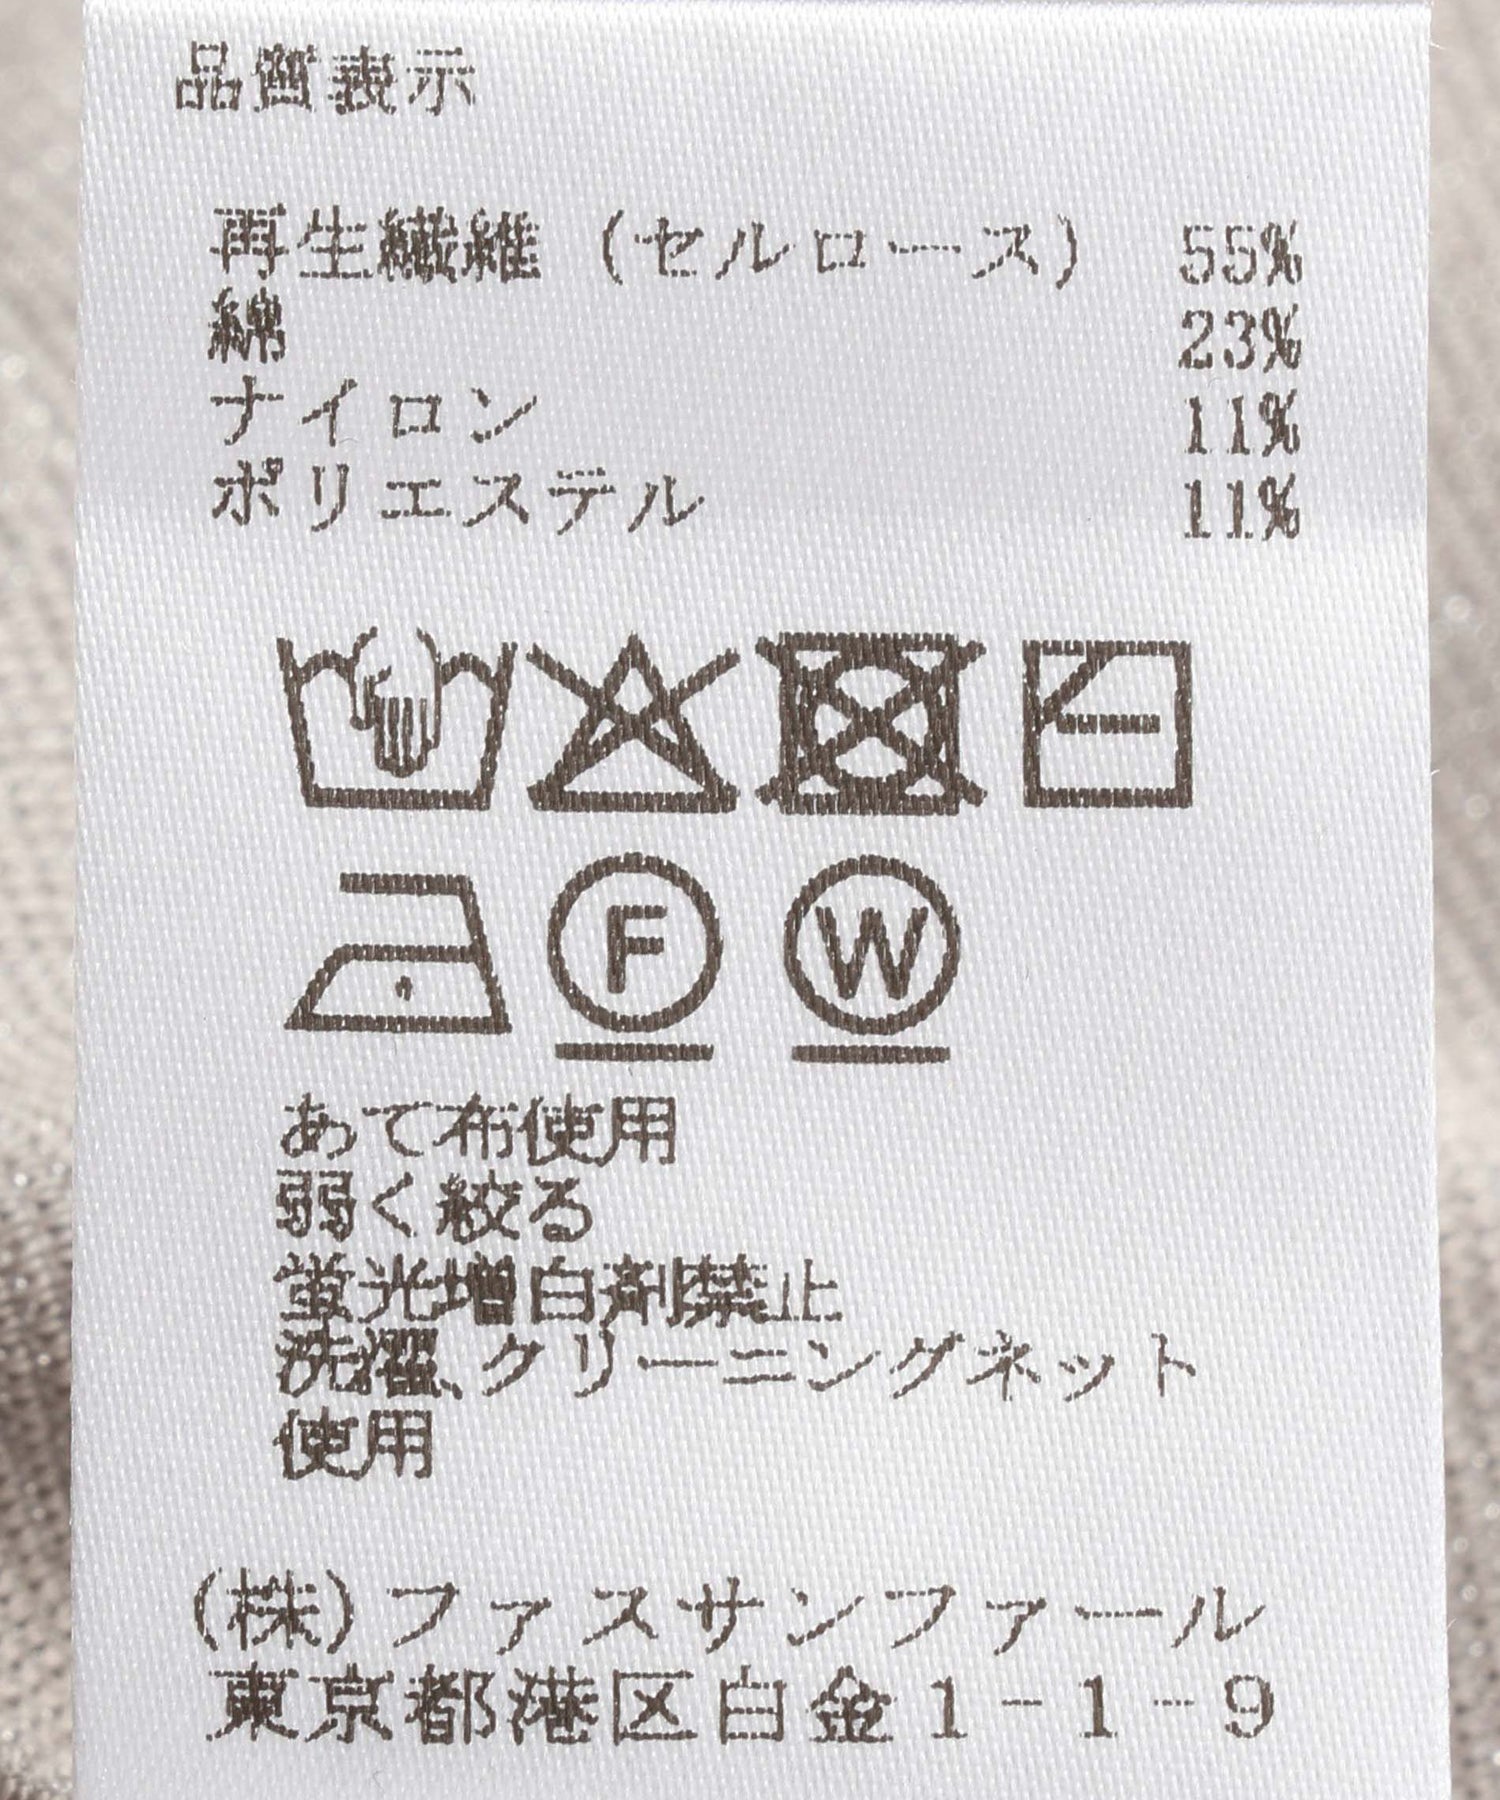 品質表示
再生繊維（セルロース） 55%
綿 23%
ナイロン 11%
ポリエステル 11%
F W
あて布使用
弱く絞る
蛍光増白剤禁止
洗濯、クリーニングネット
使用
(株)ファスサンファール
東京都港区白金1-1-9